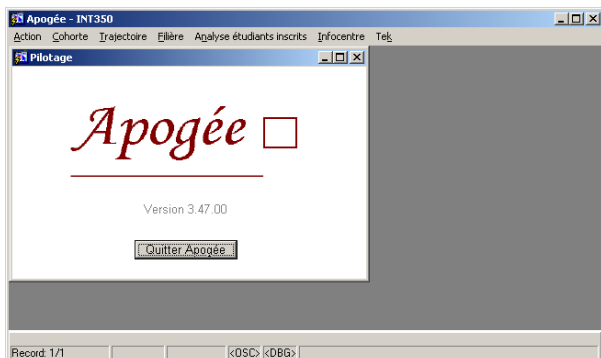 Apogée - INT350
Action Cohorte Trajectoire Filière Analyse étudiants inscrits Infocentre Tek
Pilotage
Apogée
Version 3.47.00
Quitter Apogée
Record: 1/1 <OSC> <DBG>